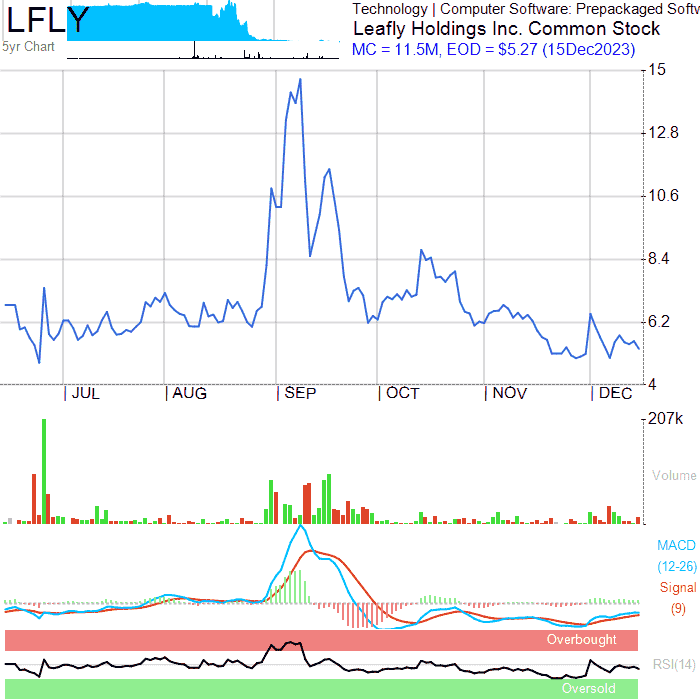 LFLY
5yr Chart
Technology | Computer Software: Prepackaged Softw
Leafly Holdings Inc. Common Stock
MC = 11.5M, EOD = $5.27 (15Dec2023)
15
12.8
10.6
8.4
6.2
4
JUL AUG SEP OCT NOV DEC
207k
Volume
MACD
(12-26)
Signal
(9)
Overbought
RSI(14)
Oversold